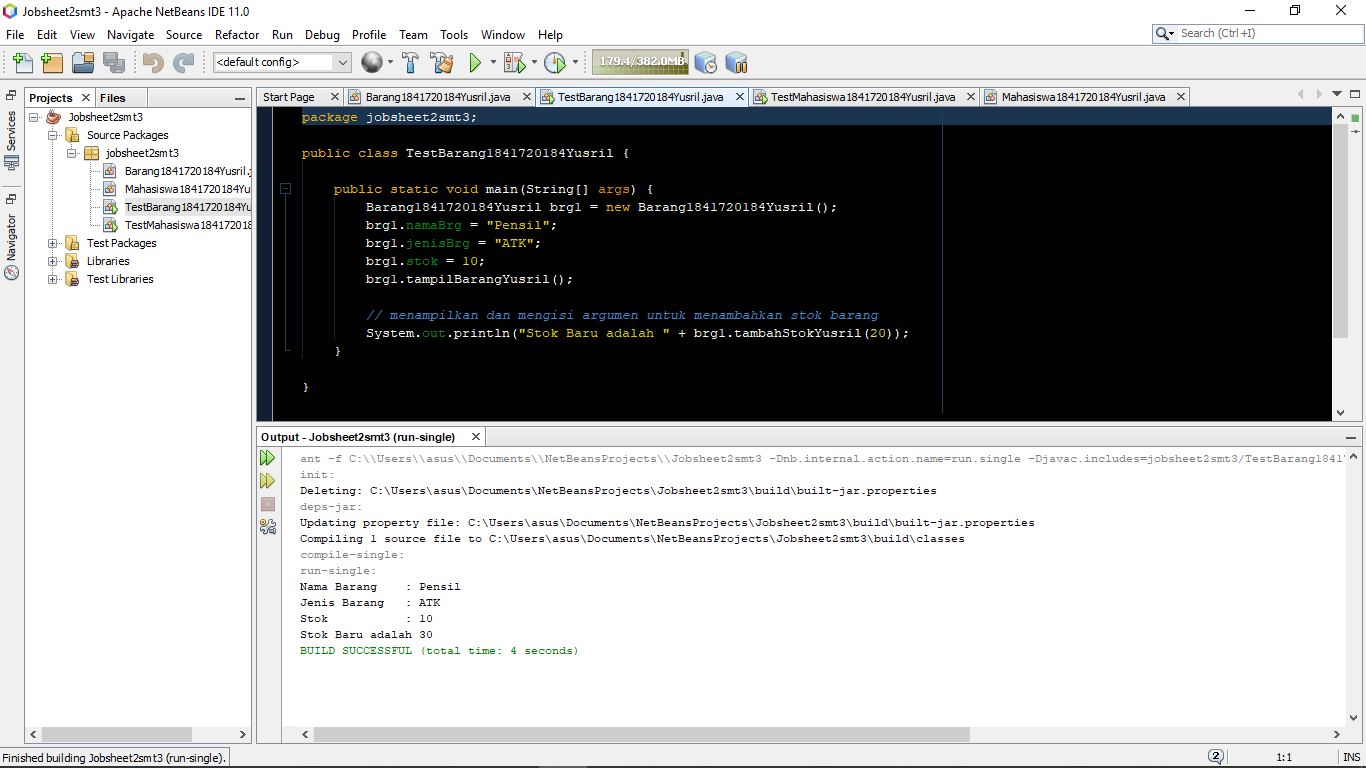 Jobsheet2smt3 - Apache NetBeans IDE 11.0
File Edit View Navigate Source Refactor Run Debug Profile Team Tools Window Help
Search (Ctrl+I)
<default config>
179.4/382.0MB
Projects Files
Services
Navigator
Jobsheet2smt3
Source Packages
jobsheet2smt3
Barang1841720184Yusril.j
Mahasiswa1841720184Yu
TestBarang1841720184Yu
TestMahasiswa18417201
Test Packages
Libraries
Test Libraries
Start Page Barang1841720184Yusril.java TestBarang1841720184Yusril.java TestMahasiswa1841720184Yusril.java Mahasiswa1841720184Yusril.java
package jobsheet2smt3;
public class TestBarang1841720184Yusril {
public static void main(String[] args) {
Barang1841720184Yusril brg1 = new Barang1841720184Yusril();
brg1.namaBrg = "Pensil";
brg1.jenisBrg = "ATK";
brg1.stok = 10;
brg1.tampilBarangYusril();
// menampilkan dan mengisi argumen untuk menambahkan stok barang
System.out.println("Stok Baru adalah " + brg1.tambahStokYusril(20));
}
}
Output - Jobsheet2smt3 (run-single)
ant -f C:\\Users\\asus\\Documents\\NetBeansProjects\\Jobsheet2smt3 -Dnb.internal.action.name=run.single -Djavac.includes=jobsheet2smt3/TestBarang1841
init:
Deleting: C:\Users\asus\Documents\NetBeansProjects\Jobsheet2smt3\build\built-jar.properties
deps-jar:
Updating property file: C:\Users\asus\Documents\NetBeansProjects\Jobsheet2smt3\build\built-jar.properties
Compiling 1 source file to C:\Users\asus\Documents\NetBeansProjects\Jobsheet2smt3\build\classes
compile-single:
run-single:
Nama Barang : Pensil
Jenis Barang : ATK
Stok : 10
Stok Baru adalah 30
BUILD SUCCESSFUL (total time: 4 seconds)
Finished building Jobsheet2smt3 (run-single). 2 1:1 INS